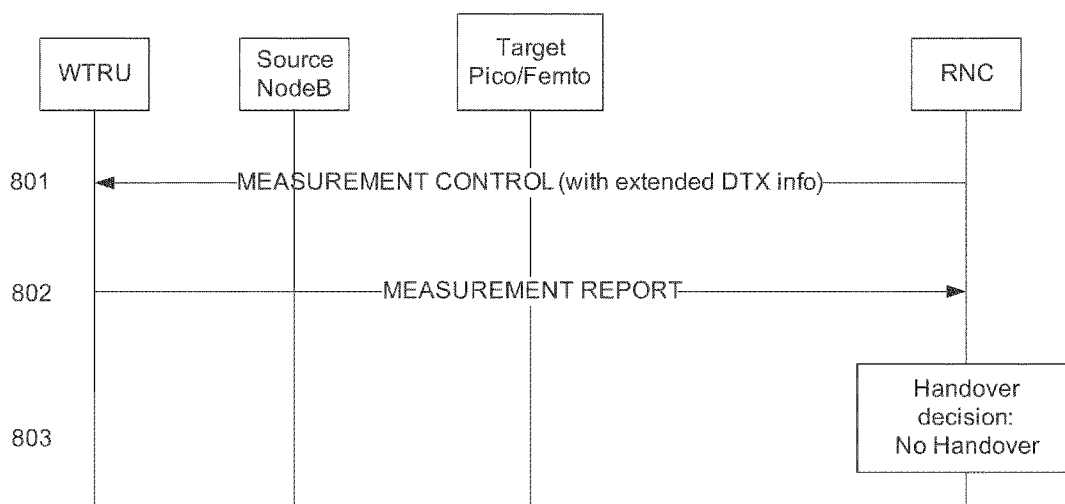 WTRU
Source
NodeB
Target
Pico/Femto
RNC
801
MEASUREMENT CONTROL (with extended DTX info)
802
MEASUREMENT REPORT
803
Handover
decision:
No Handover